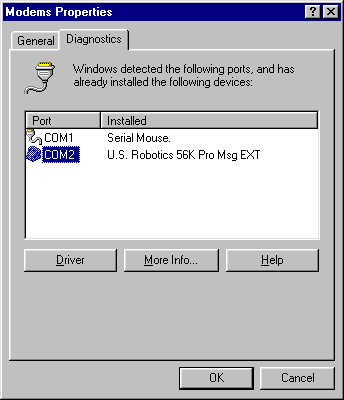 Modems Properties
General Diagnostics
Windows detected the following ports, and has
already installed the following devices:
Port Installed
COM1 Serial Mouse.
COM2 U.S. Robotics 56K Pro Msg EXT
Driver More Info... Help
OK Cancel